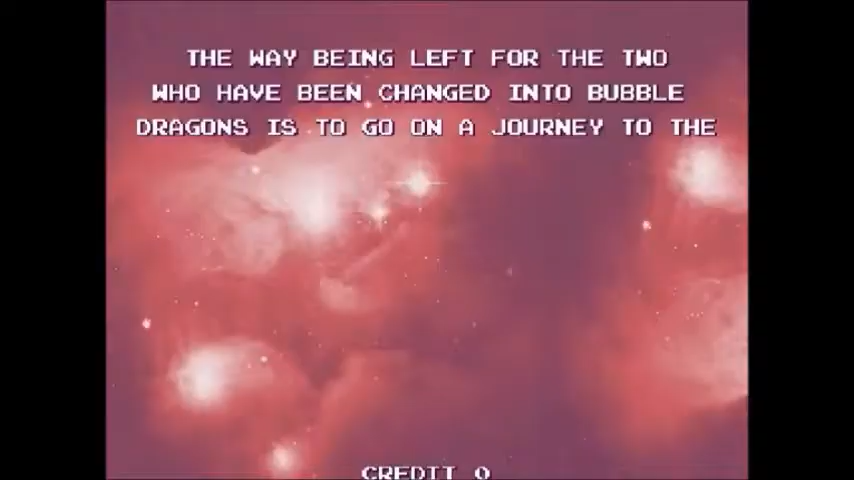 THE WAY BEING LEFT FOR THE TWO
WHO HAVE BEEN CHANGED INTO BUBBLE
DRAGONS IS TO GO ON A JOURNEY TO THE
CREDIT 0